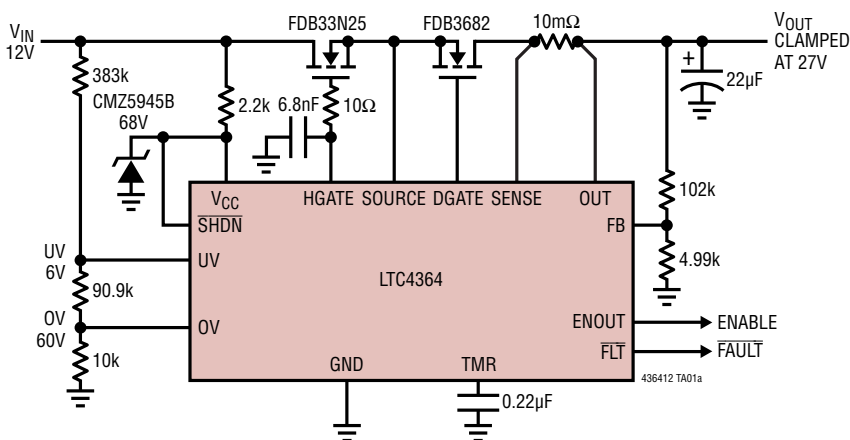 FDB33N25
FDB3682
10mΩ
VIN
12V
VOUT
CLAMPED
AT 27V
383k
CMZ5945B
68V
2.2k
6.8nF
10Ω
22µF
+
VCC
HGATE
SOURCE
DGATE
SENSE
OUT
102k
SHDN
FB
UV
6V
UV
4.99k
LTC4364
90.9k
OV
60V
OV
ENOUT
ENABLE
10k
FLT
FAULT
GND
TMR
436412 TA01a
0.22µF